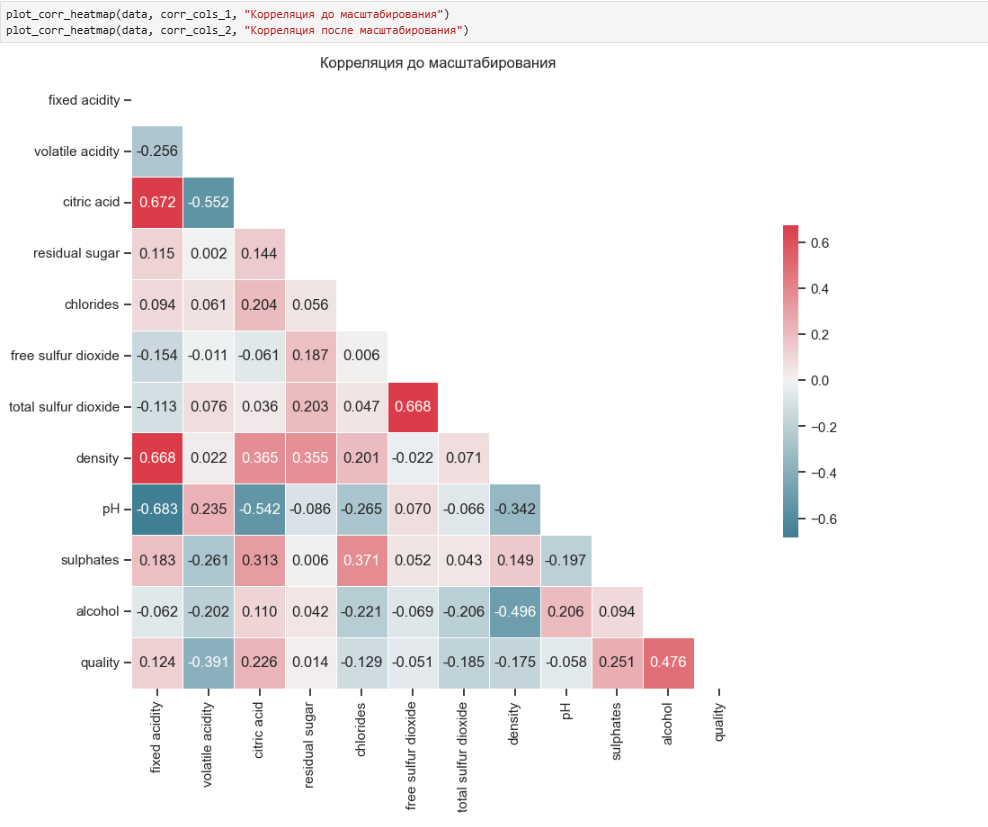 plot_corr_heatmap(data, corr_cols_1, "Корреляция до масштабирования")
plot_corr_heatmap(data, corr_cols_2, "Корреляция после масштабирования")
Корреляция до масштабирования
fixed acidity
volatile acidity -0.256
citric acid 0.672 -0.552
residual sugar 0.115 0.002 0.144
chlorides 0.094 0.061 0.204 0.056
free sulfur dioxide -0.154 -0.011 -0.061 0.187 0.006
total sulfur dioxide -0.113 0.076 0.036 0.203 0.047 0.668
density 0.668 0.022 0.365 0.355 0.201 -0.022 0.071
pH -0.683 0.235 -0.542 -0.086 -0.265 0.070 -0.066 -0.342
sulphates 0.183 -0.261 0.313 0.006 0.371 0.052 0.043 0.149 -0.197
alcohol -0.062 -0.202 0.110 0.042 -0.221 -0.069 -0.206 -0.496 0.206 0.094
quality 0.124 -0.391 0.226 0.014 -0.129 -0.051 -0.185 -0.175 -0.058 0.251 0.476
fixed acidity
volatile acidity
citric acid
residual sugar
chlorides
free sulfur dioxide
total sulfur dioxide
density
pH
sulphates
alcohol
quality
0.6
0.4
0.2
0.0
−0.2
−0.4
−0.6